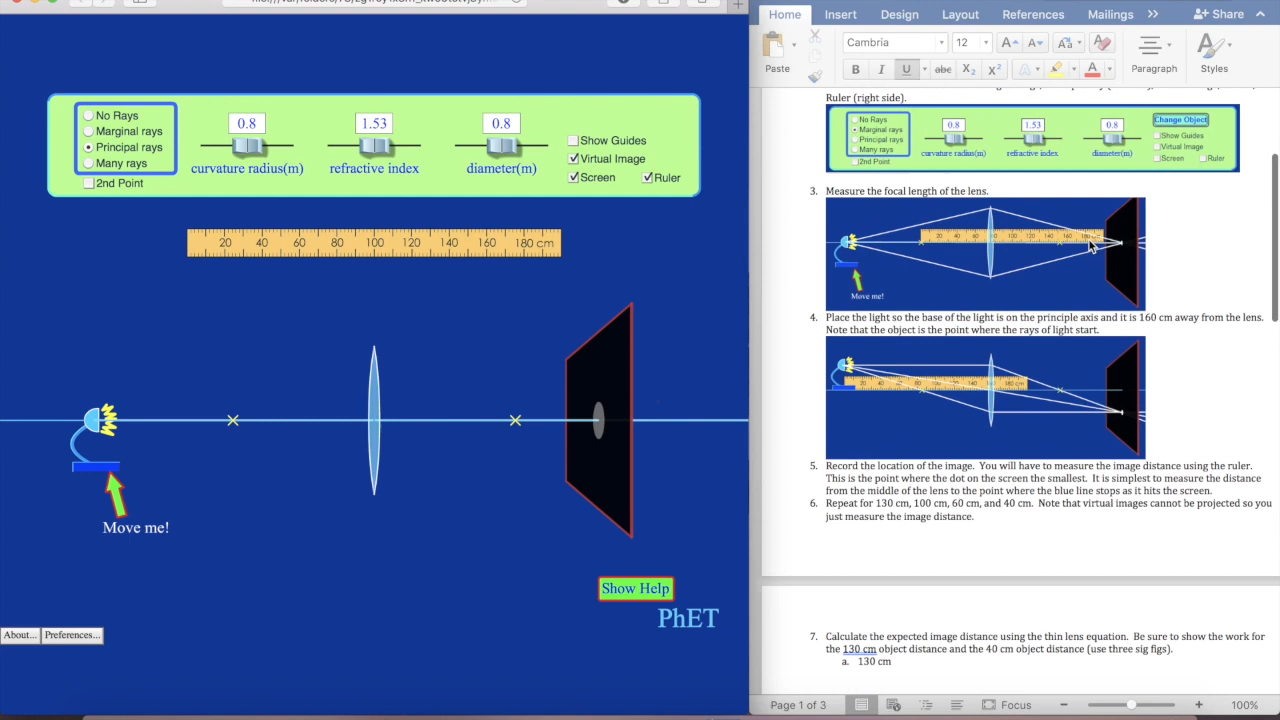 Home Insert Design Layout References Mailings Share
Cambria 12
Paste B I U abc X₂ X² A A Paragraph Styles
No Rays
Marginal rays
Principal rays
Many rays
2nd Point
0.8
curvature radius(m)
1.53
refractive index
0.8
diameter(m)
Show Guides
Virtual Image
Screen Ruler
20 40 60 80 100 120 140 160 180 cm
Move me!
Show Help
PhET
About... Preferences...
Ruler (right side).
No Rays
Marginal rays
Principal rays
Many rays
2nd Point
0.8
curvature radius(m)
1.53
refractive index
0.8
diameter(m)
Change Object
Show Guides
Virtual Image
Screen Ruler
3. Measure the focal length of the lens.
Move me!
4. Place the light so the base of the light is on the principle axis and it is 160 cm away from the lens.
Note that the object is the point where the rays of light start.
5. Record the location of the image. You will have to measure the image distance using the ruler.
This is the point where the dot on the screen the smallest. It is simplest to measure the distance
from the middle of the lens to the point where the blue line stops as it hits the screen.
6. Repeat for 130 cm, 100 cm, 60 cm, and 40 cm. Note that virtual images cannot be projected so you
just measure the image distance.
7. Calculate the expected image distance using the thin lens equation. Be sure to show the work for
the 130 cm object distance and the 40 cm object distance (use three sig figs).
a. 130 cm
Page 1 of 3 Focus 100%